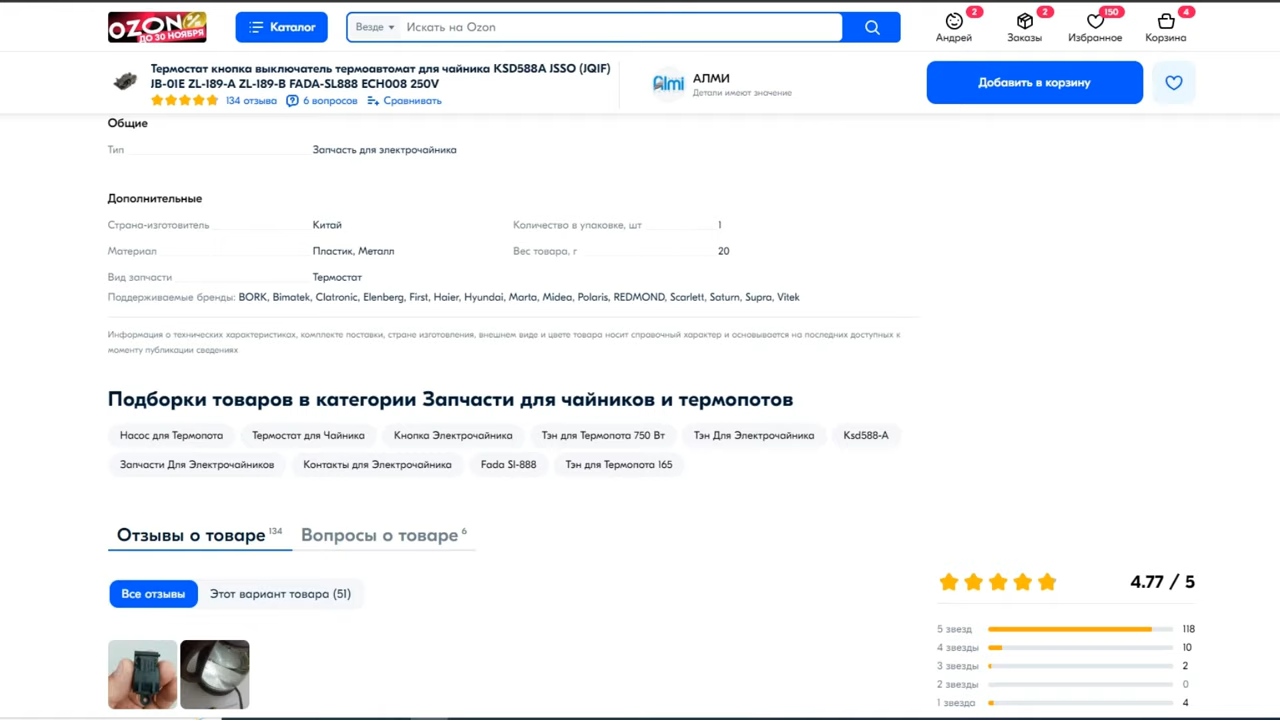 OZON %
ДО 30 НОЯБРЯ
Каталог
Везде Искать на Ozon
2
Андрей
2
Заказы
150
Избранное
4
Корзина
Термостат кнопка выключатель термоавтомат для чайника KSD588A JSSO (JQIF)
JB-01E ZL-189-A ZL-189-B FADA-SL888 ECH008 250V
134 отзыва 6 вопросов Сравнивать
almi
АЛМИ
Детали имеют значение
Добавить в корзину
Общие
Тип Запчасть для электрочайника
Дополнительные
Страна-изготовитель Китай Количество в упаковке, шт 1
Материал Пластик, Металл Вес товара, г 20
Вид запчасти Термостат
Поддерживаемые бренды: BORK, Bimatek, Clatronic, Elenberg, First, Haier, Hyundai, Marta, Midea, Polaris, REDMOND, Scarlett, Saturn, Supra, Vitek
Информация о технических характеристиках, комплекте поставки, стране изготовления, внешнем виде и цвете товара носит справочный характер и основывается на последних доступных к
моменту публикации сведениях
Подборки товаров в категории Запчасти для чайников и термопотов
Насос для Термопота Термостат для Чайника Кнопка Электрочайника Тэн для Термопота 750 Вт Тэн Для Электрочайника Ksd588-A
Запчасти Для Электрочайников Контакты для Электрочайника Fada Sl-888 Тэн для Термопота 165
Отзывы о товаре 134 Вопросы о товаре 6
Все отзывы Этот вариант товара (51)
4.77 / 5
5 звезд 118
4 звезды 10
3 звезды 2
2 звезды 0
1 звезда 4